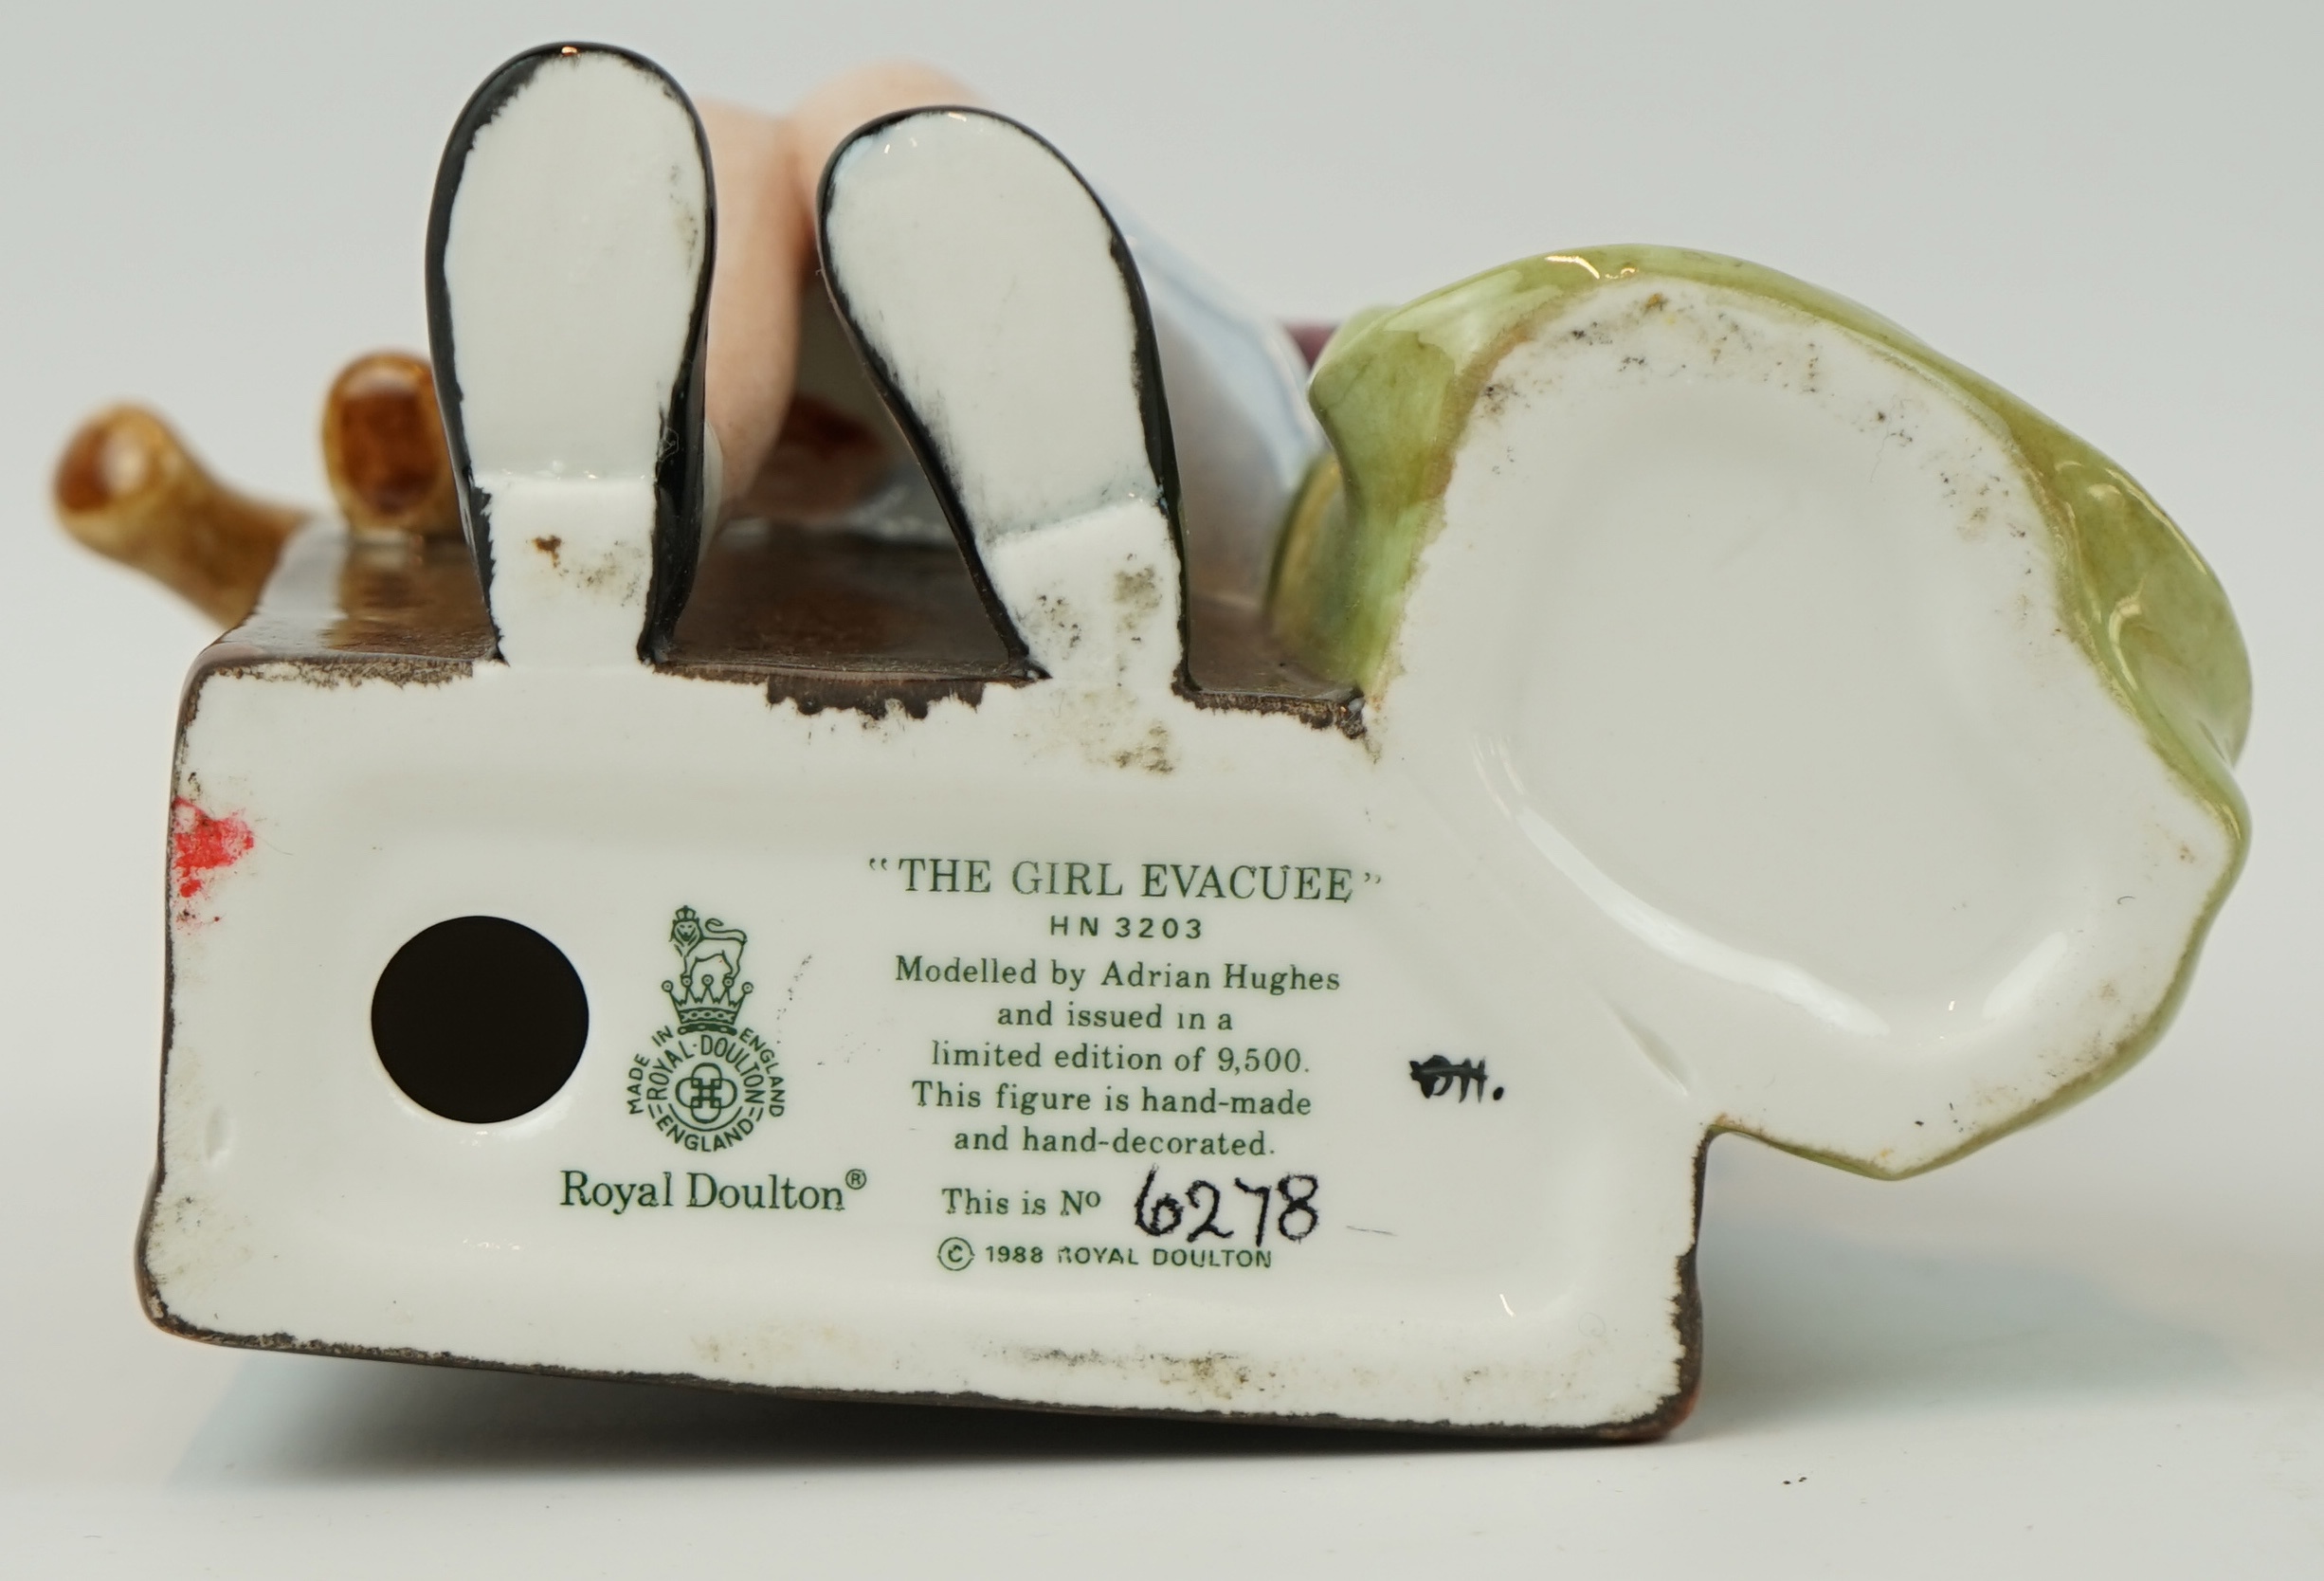 “THE GIRL EVACUEE”
HN 3203
Modelled by Adrian Hughes
and issued in a
limited edition of 9,500.
This figure is hand-made
and hand-decorated.
This is Nº 6278
© 1988 ROYAL DOULTON
MADE IN ENGLAND
ROYAL·DOULTON
ENGLAND
Royal Doulton®